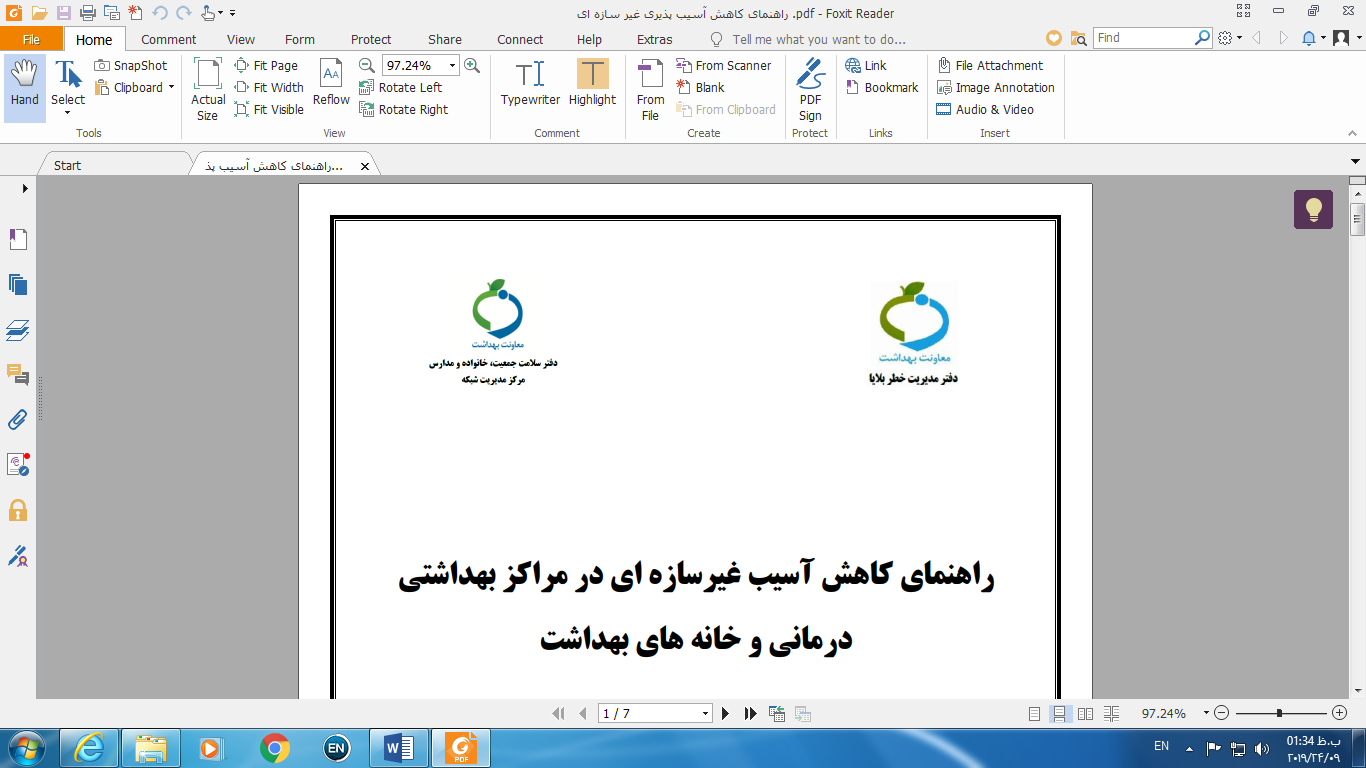 راهنمای کاهش آسیب پذیری غیر سازه ای .pdf - Foxit Reader
File Home Comment View Form Protect Share Connect Help Extras Tell me what you want to do... Find
Hand
Select
SnapShot
Clipboard
Tools
Actual Size
Fit Page
Fit Width
Fit Visible
Reflow
97.24%
Rotate Left
Rotate Right
View
Typewriter
Highlight
Comment
From File
From Scanner
Blank
From Clipboard
Create
PDF Sign
Protect
Link
Bookmark
Links
File Attachment
Image Annotation
Audio & Video
Insert
Start
راهنمای کاهش آسیب پذ...
معاونت بهداشت
دفتر مدیریت خطر بلایا
معاونت بهداشت
دفتر سلامت جمعیت، خانواده و مدارس
مرکز مدیریت شبکه
راهنمای کاهش آسیب غیرسازه ای در مراکز بهداشتی
درمانی و خانه های بهداشت
1 / 7
97.24%
EN
PDF
EN
01:34 ب.ظ
۲۰۱۹/۲۴/۰۹